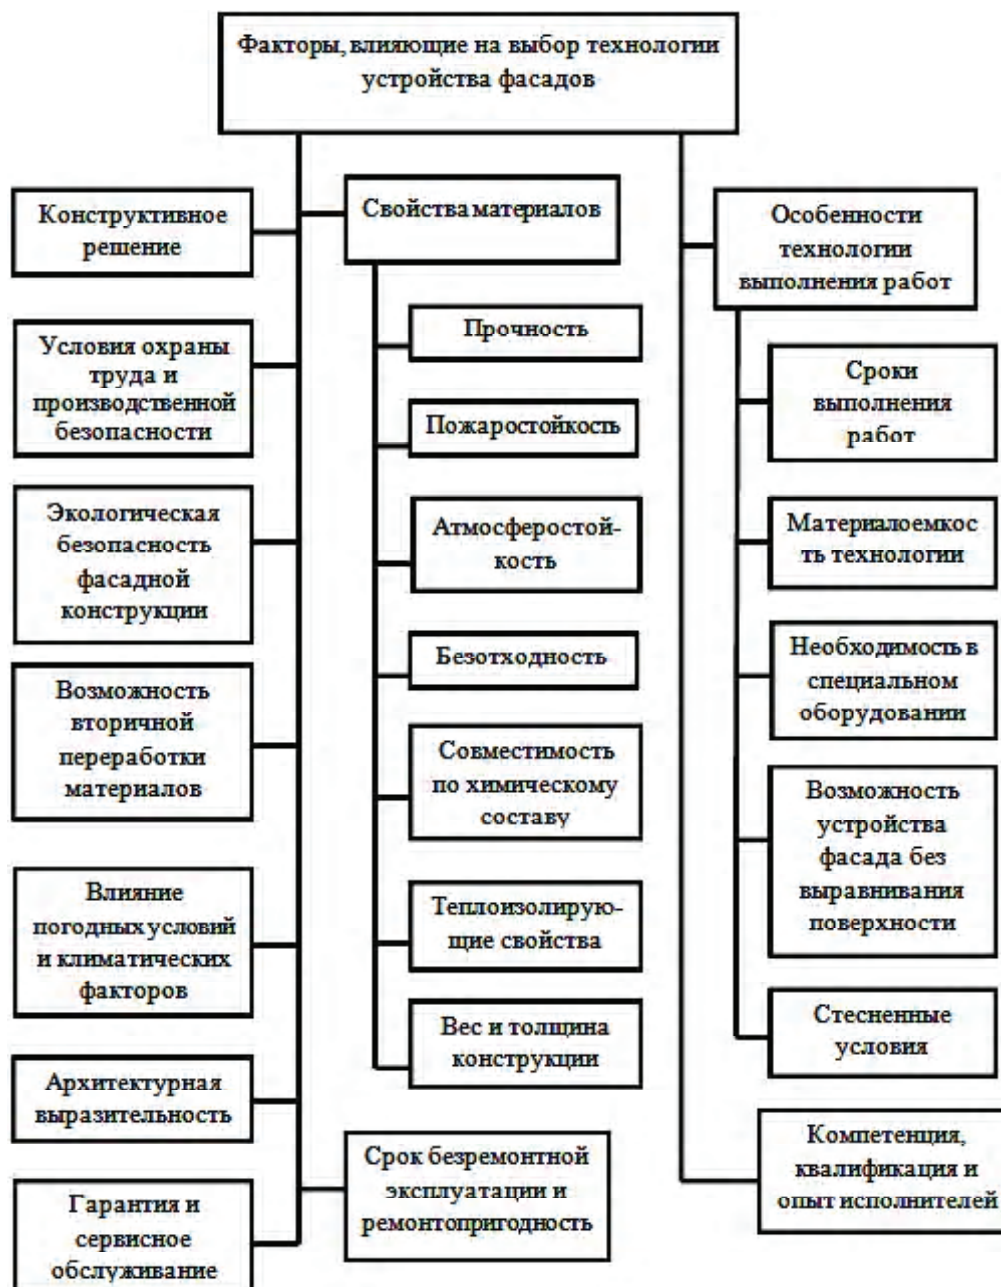 Факторы, влияющие на выбор технологии
устройства фасадов
Конструктивное
решение
Условия охраны
труда и
производственной
безопасности
Экологическая
безопасность
фасадной
конструкции
Возможность
вторичной
переработки
материалов
Влияние
погодных условий
и климатических
факторов
Архитектурная
выразительность
Гарантия и
сервисное
обслуживание
Свойства материалов
Прочность
Пожаростойкость
Атмосферостой-
кость
Безотходность
Совместимость
по химическому
составу
Теплоизолирую-
щие свойства
Вес и толщина
конструкции
Срок безремонтной
эксплуатации и
ремонтопригодность
Особенности
технологии
выполнения работ
Сроки
выполнения
работ
Материалоемкос
ть технологии
Необходимость в
специальном
оборудовании
Возможность
устройства
фасада без
выравнивания
поверхности
Стесненные
условия
Компетенция,
квалификация и
опыт исполнителей